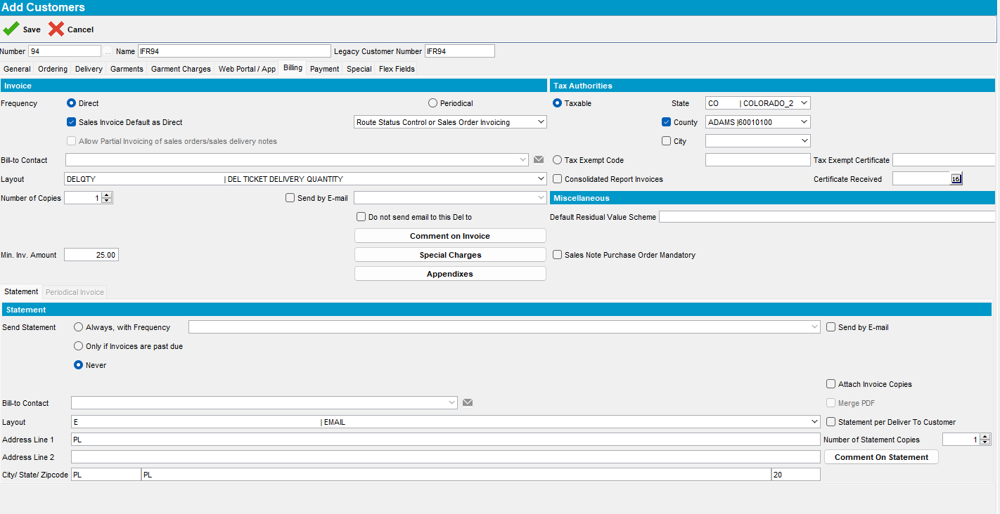 Add Customers
Save Cancel
Number 94 ... Name IFR94 Legacy Customer Number IFR94
General Ordering Delivery Garments Garment Charges Web Portal / App Billing Payment Special Flex Fields
Invoice Tax Authorities
Frequency Direct Periodical Taxable State CO | COLORADO_2
Sales Invoice Default as Direct Route Status Control or Sales Order Invoicing County ADAMS |60010100
Allow Partial Invoicing of sales orders/sales delivery notes City
Bill-to Contact Tax Exempt Code Tax Exempt Certificate
Layout DELQTY | DEL TICKET DELIVERY QUANTITY Consolidated Report Invoices Certificate Received 16
Number of Copies 1 Send by E-mail Miscellaneous
Do not send email to this Del to Default Residual Value Scheme
Comment on Invoice
Min. Inv. Amount 25.00 Special Charges Sales Note Purchase Order Mandatory
Appendixes
Statement Periodical Invoice
Statement
Send Statement Always, with Frequency Send by E-mail
Only if Invoices are past due
Never
Attach Invoice Copies
Bill-to Contact Merge PDF
Layout E | EMAIL Statement per Deliver To Customer
Address Line 1 PL Number of Statement Copies 1
Address Line 2 Comment On Statement
City/ State/ Zipcode PL PL 20